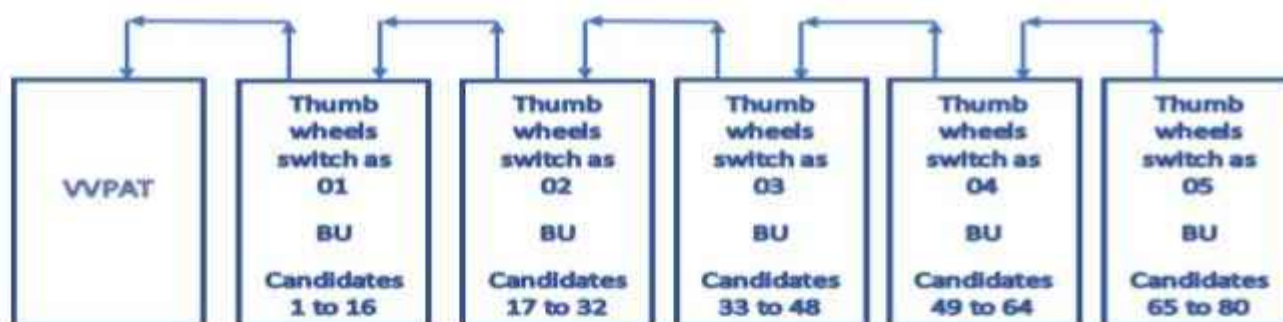 VVPAT
Thumb
wheels
switch as
01
BU
Candidates
1 to 16
Thumb
wheels
switch as
02
BU
Candidates
17 to 32
Thumb
wheels
switch as
03
BU
Candidates
33 to 48
Thumb
wheels
switch as
04
BU
Candidates
49 to 64
Thumb
wheels
switch as
05
BU
Candidates
65 to 80